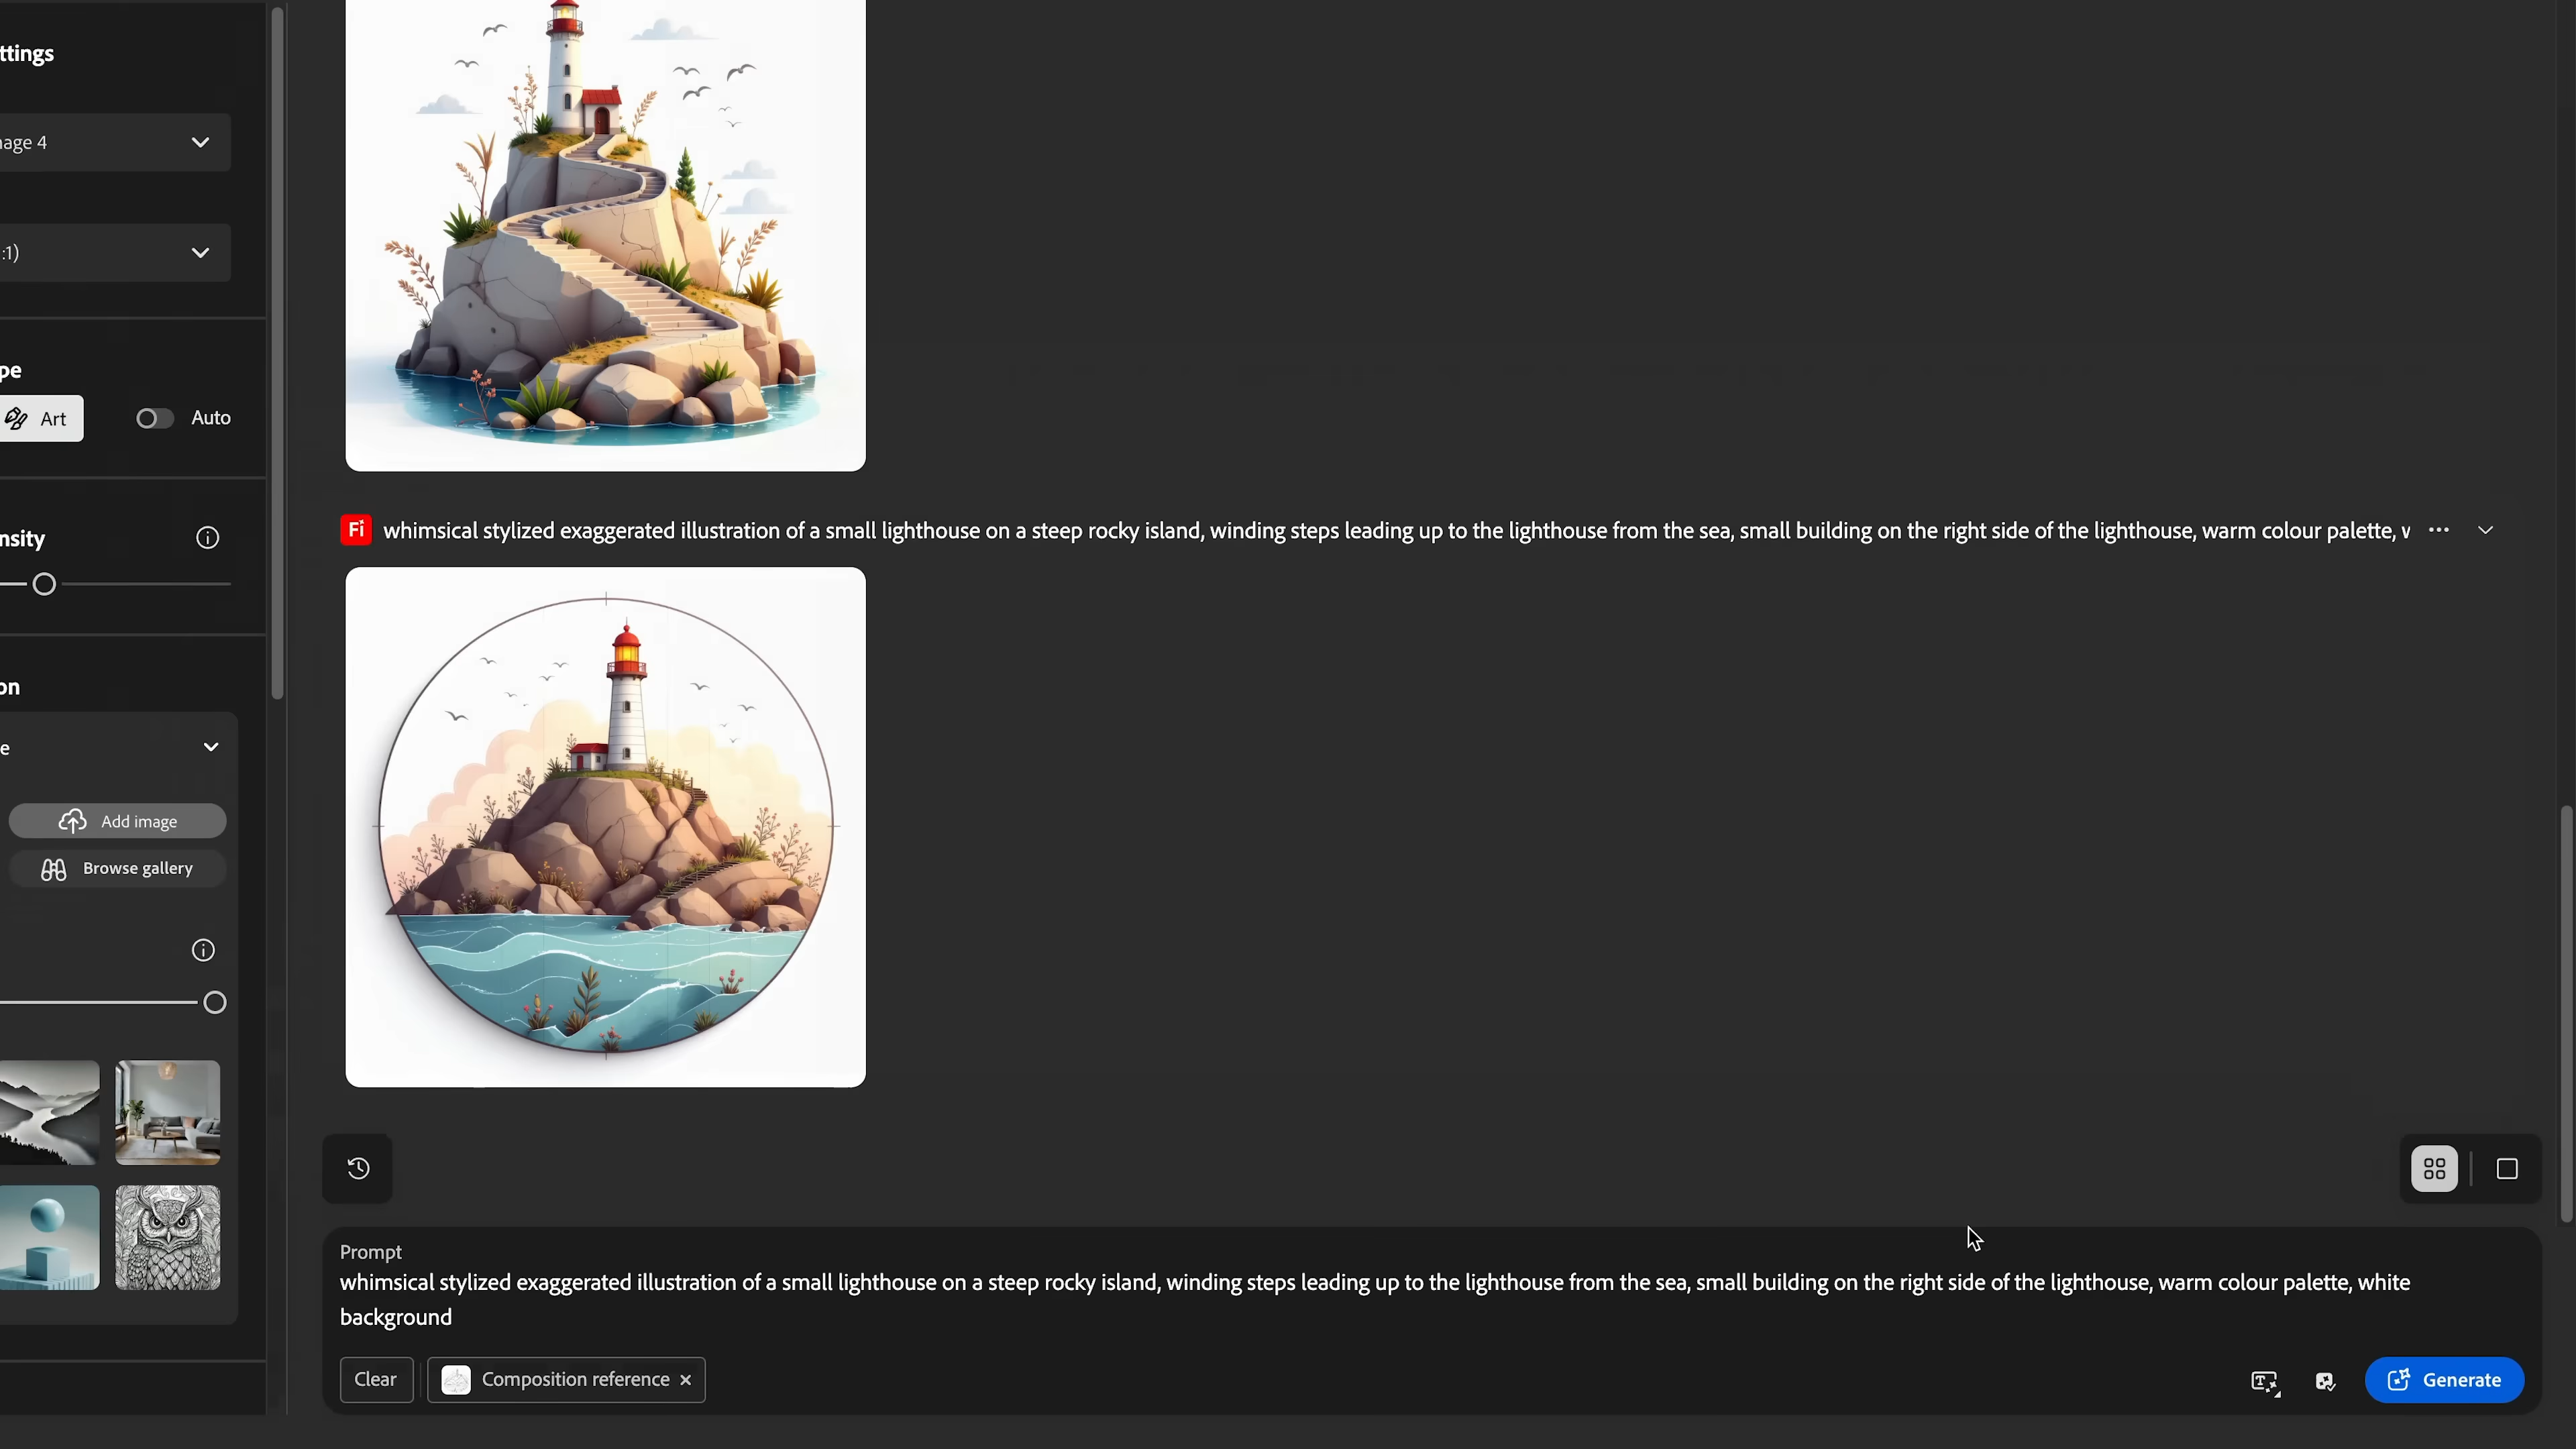 ttings
nage 4
:1)
pe
Art
Auto
nsity
on
e
Add image
Browse gallery
Fi whimsical stylized exaggerated illustration of a small lighthouse on a steep rocky island, winding steps leading up to the lighthouse from the sea, small building on the right side of the lighthouse, warm colour palette, v ...
Prompt
whimsical stylized exaggerated illustration of a small lighthouse on a steep rocky island, winding steps leading up to the lighthouse from the sea, small building on the right side of the lighthouse, warm colour palette, white
background
Clear
Composition reference
Generate